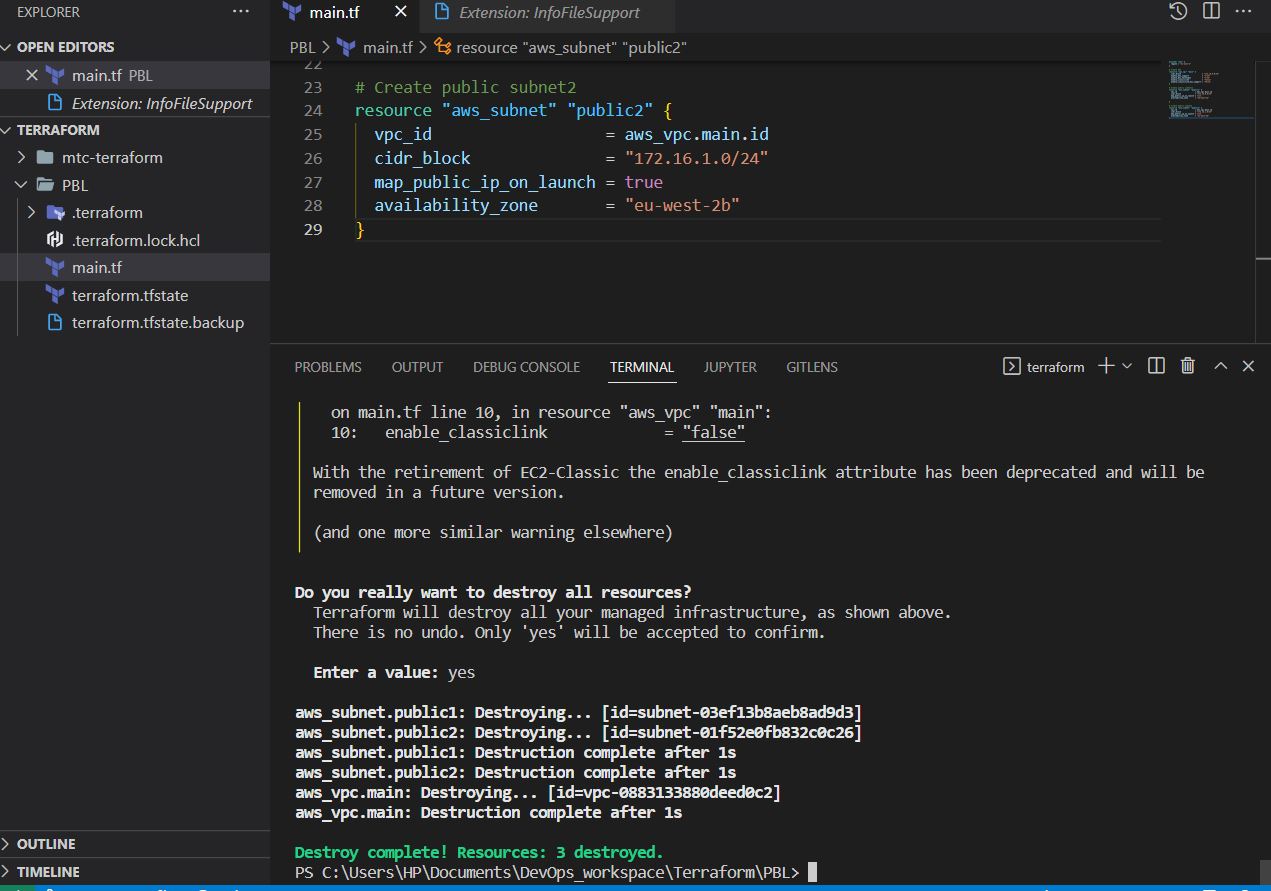 EXPLORER
OPEN EDITORS
main.tf PBL
Extension: InfoFileSupport
TERRAFORM
mtc-terraform
PBL
.terraform
.terraform.lock.hcl
main.tf
terraform.tfstate
terraform.tfstate.backup
OUTLINE
TIMELINE
main.tf
Extension: InfoFileSupport
PBL > main.tf > resource "aws_subnet" "public2"
22
23 # Create public subnet2
24 resource "aws_subnet" "public2" {
25 vpc_id = aws_vpc.main.id
26 cidr_block = "172.16.1.0/24"
27 map_public_ip_on_launch = true
28 availability_zone = "eu-west-2b"
29 }
PROBLEMS OUTPUT DEBUG CONSOLE TERMINAL JUPYTER GITLENS terraform
on main.tf line 10, in resource "aws_vpc" "main":
10: enable_classiclink = "false"
With the retirement of EC2-Classic the enable_classiclink attribute has been deprecated and will be
removed in a future version.
(and one more similar warning elsewhere)
Do you really want to destroy all resources?
Terraform will destroy all your managed infrastructure, as shown above.
There is no undo. Only 'yes' will be accepted to confirm.
Enter a value: yes
aws_subnet.public1: Destroying... [id=subnet-03ef13b8aeb8ad9d3]
aws_subnet.public2: Destroying... [id=subnet-01f52e0fb832c0c26]
aws_subnet.public1: Destruction complete after 1s
aws_subnet.public2: Destruction complete after 1s
aws_vpc.main: Destroying... [id=vpc-0883133880deed0c2]
aws_vpc.main: Destruction complete after 1s
Destroy complete! Resources: 3 destroyed.
PS C:\Users\HP\Documents\DevOps_workspace\Terraform\PBL>